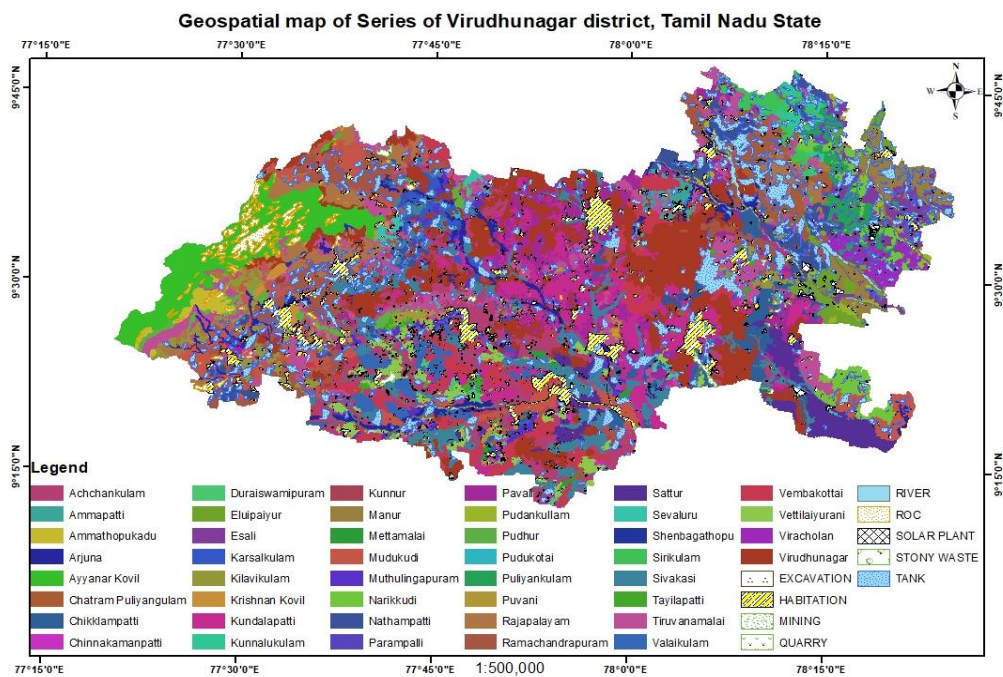 Geospatial map of Series of Virudhunagar district, Tamil Nadu State
77°15'0"E 77°30'0"E 77°45'0"E 78°0'0"E 78°15'0"E
9°45'0"N 9°45'0"N
N
W E
S
9°30'0"N 9°30'0"N
9°15'0"N 9°15'0"N
Legend
Achchankulam Duraiswamipuram Kunnur Pavali Sattur Vembakottai RIVER
Ammapatti Eluipaiyur Manur Pudankullam Sevaluru Vettilaiyurani ROC
Ammathopukadu Esali Mettamalai Pudhur Shenbagathopu Viracholan SOLAR PLANT
Arjuna Karsalkulam Mudukudi Pudukotai Sirikulam Virudhunagar STONY WASTE
Ayyanar Kovil Kilavikulam Muthulingapuram Puliyankulam Sivakasi EXCAVATION TANK
Chatram Puliyangulam Krishnan Kovil Narikkudi Puvani Tayilapatti HABITATION
Chikklampatti Kundalapatti Nathampatti Rajapalayam Tiruvanamalai MINING
Chinnakamanpatti Kunnalukulam Parampalli Ramachandrapuram Valaikulam QUARRY
77°15'0"E 77°30'0"E 77°45'0"E 1:500,000 78°0'0"E 78°15'0"E